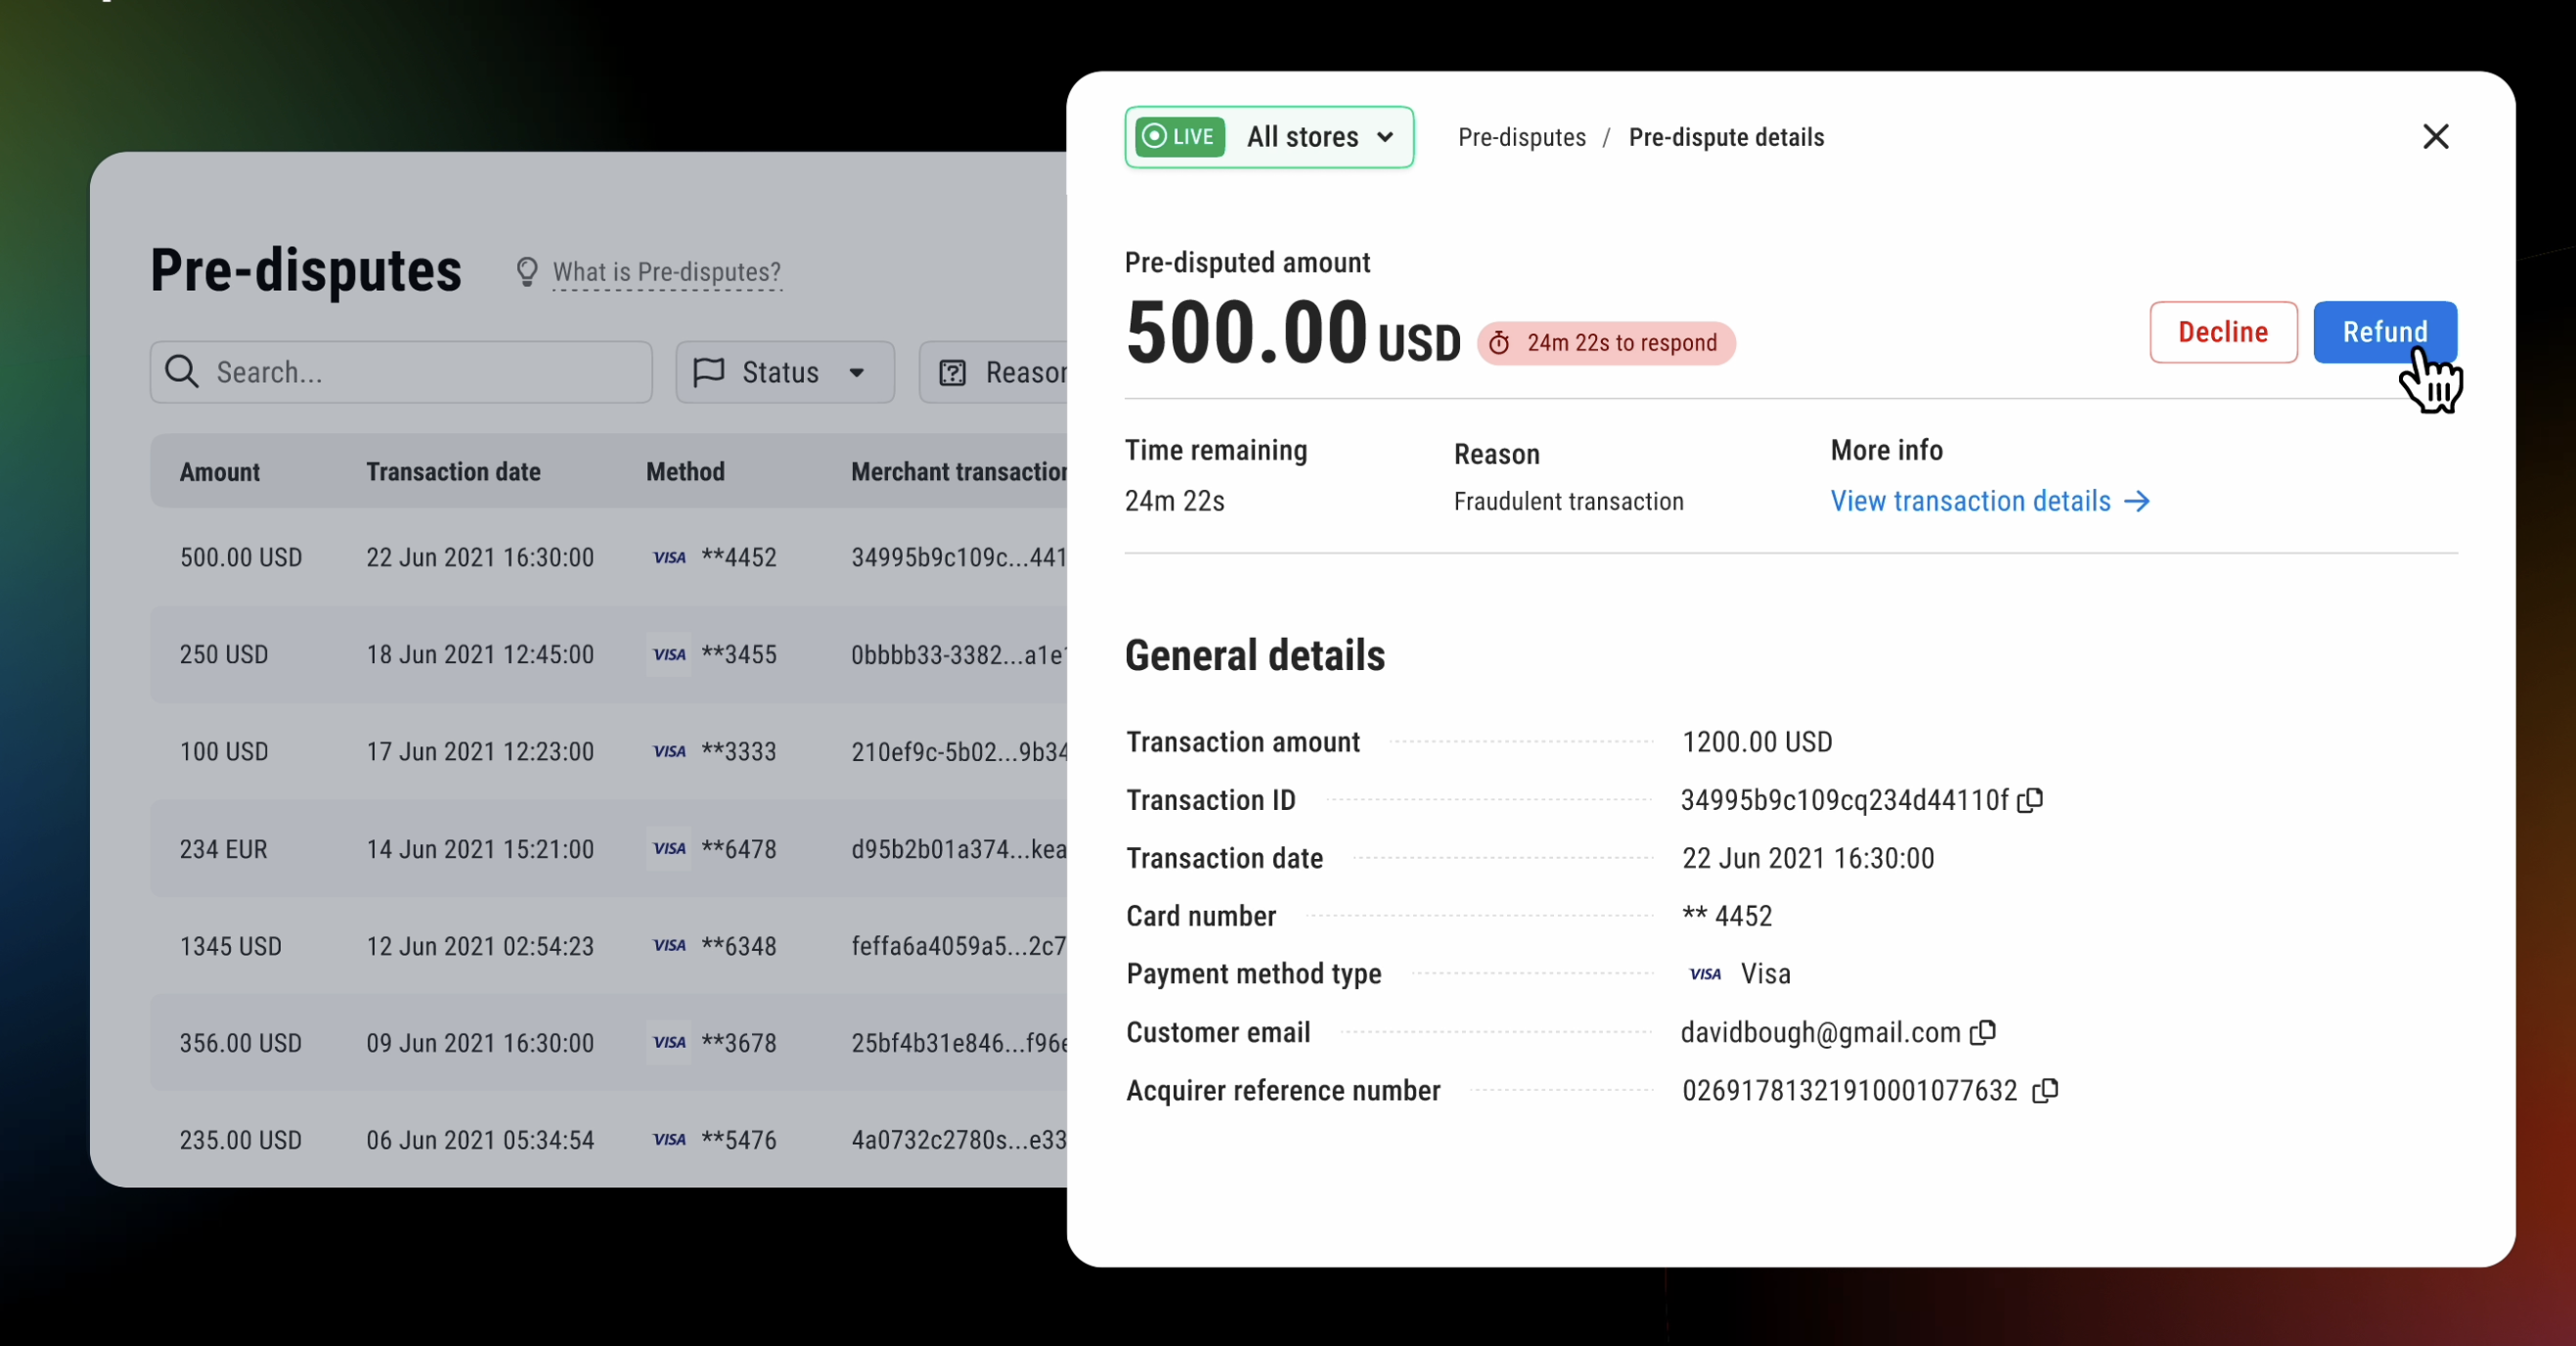 Pre-disputes
What is Pre-disputes?
Search...
Status
Reason
Amount Transaction date Method Merchant transaction
500.00 USD 22 Jun 2021 16:30:00 VISA **4452 34995b9c109c...441
250 USD 18 Jun 2021 12:45:00 VISA **3455 0bbbb33-3382...a1e
100 USD 17 Jun 2021 12:23:00 VISA **3333 210ef9c-5b02...9b34
234 EUR 14 Jun 2021 15:21:00 VISA **6478 d95b2b01a374...kea
1345 USD 12 Jun 2021 02:54:23 VISA **6348 feffa6a4059a5...2c7
356.00 USD 09 Jun 2021 16:30:00 VISA **3678 25bf4b31e846...f96e
235.00 USD 06 Jun 2021 05:34:54 VISA **5476 4a0732c2780s...e33
LIVE All stores
Pre-disputes / Pre-dispute details
Pre-disputed amount
500.00 USD 24m 22s to respond
Decline
Refund
Time remaining Reason More info
24m 22s Fraudulent transaction View transaction details
General details
Transaction amount 1200.00 USD
Transaction ID 34995b9c109cq234d44110f
Transaction date 22 Jun 2021 16:30:00
Card number ** 4452
Payment method type VISA Visa
Customer email davidbough@gmail.com
Acquirer reference number 02691781321910001077632